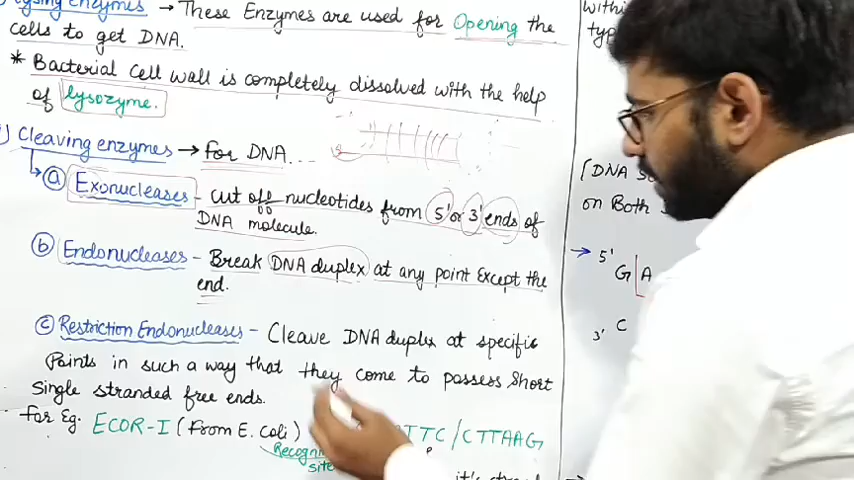 lysing enzymes → These Enzymes are used for Opening the
cells to get DNA.
* Bacterial Cell wall is completely dissolved with the help
of lysozyme.
) Cleaving enzymes → for DNA...
(a) Exonucleases - cut off nucleotides from 5' or 3' ends of
DNA molecule.
(b) Endonucleases - Break DNA duplex at any point Except the
end.
(c) Restriction Endonucleases - Cleave DNA duplex at specific
Points in such a way that they come to possess Short
Single stranded free ends.
For Eg. ECOR-I (from E. Coli) ATTC/CTTAAG
Recogni
site
it's
withi
typ
(DNA
on Both
→ 5' G|A
3' C